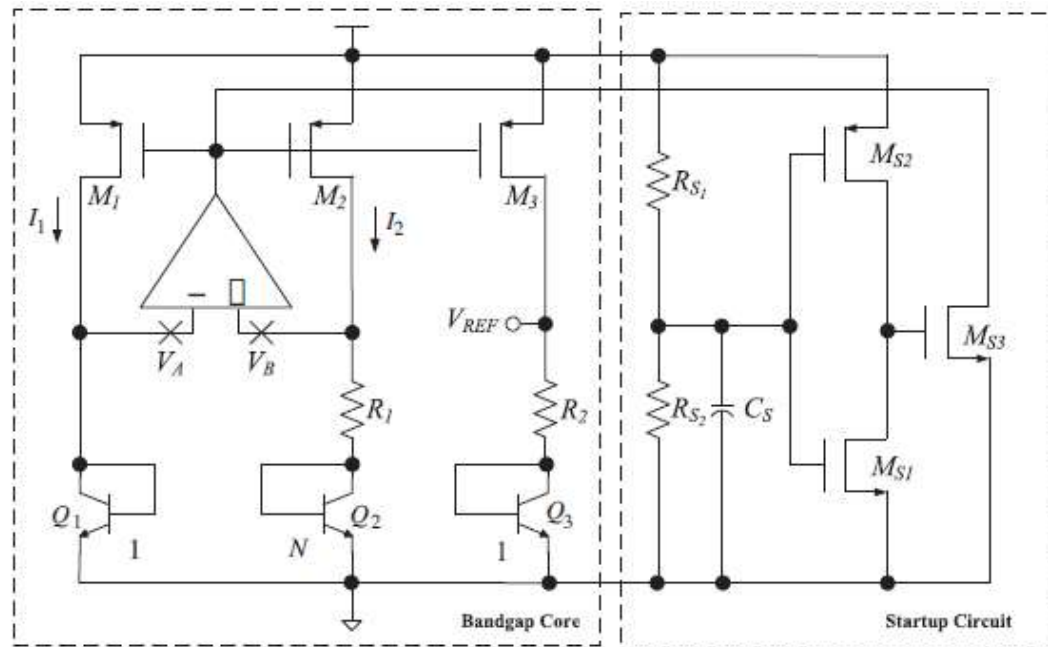 M1
M2
M3
I1
I2
VA
VB
VREF
R1
R2
Q1
1
Q2
N
Q3
1
RS1
RS2
CS
MS2
MS3
MS1
Bandgap Core
Startup Circuit